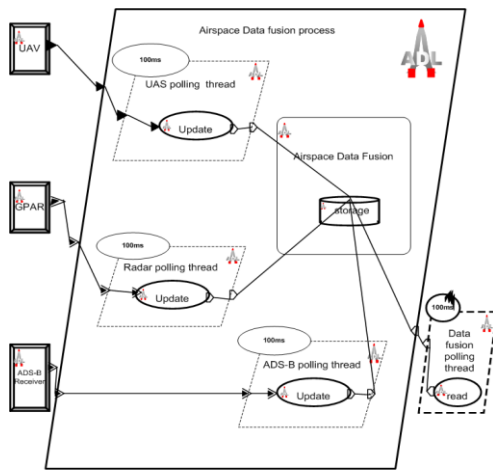 Airspace Data fusion process
UAV
100ms
UAS polling thread
Update
ADL
Airspace Data Fusion
storage
GPAR
100ms
Radar polling thread
Update
100ms
Data
fusion
polling
thread
read
100ms
ADS-B polling thread
Update
ADS-B
Receiver